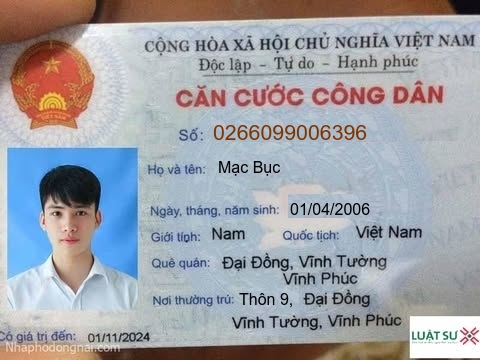 CỘNG HÒA XÃ HỘI CHỦ NGHĨA VIỆT NAM
Độc lập - Tự do - Hạnh phúc
CĂN CƯỚC CÔNG DÂN
Số: 0266099006396
Họ và tên: Mạc Bục
Ngày, tháng, năm sinh: 01/04/2006
Giới tính: Nam Quốc tịch: Việt Nam
Quê quán: Đại Đồng, Vĩnh Tường
Vĩnh Phúc
Nơi thường trú: Thôn 9, Đại Đồng
Vĩnh Tường, Vĩnh Phúc
Có giá trị đến: 01/11/2024
Nhaphodongnai.com
LUẬT SƯ